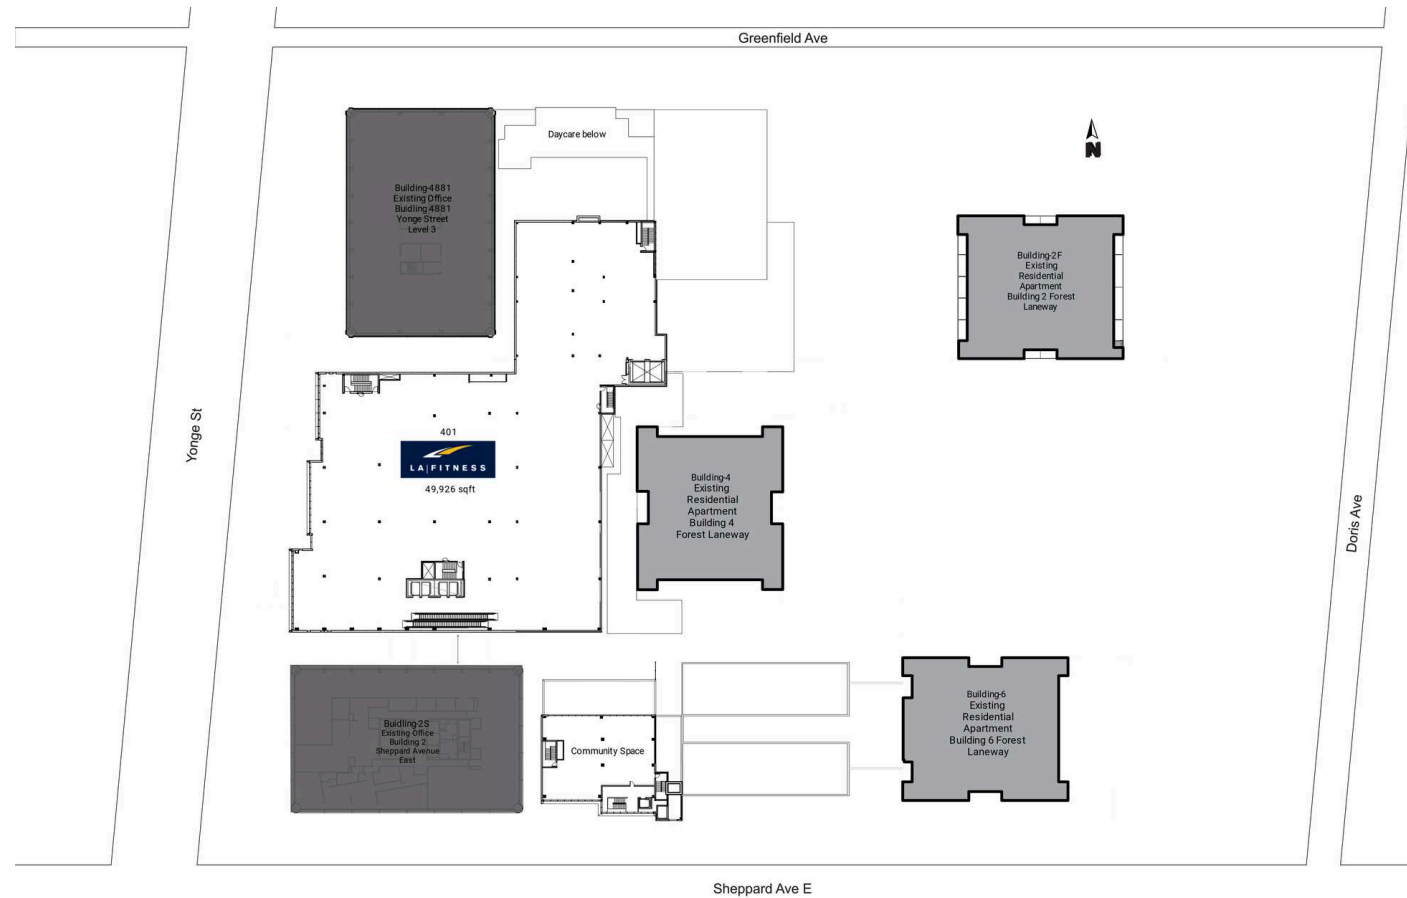 Greenfield Ave
Daycare below
N
Building-4881
Existing Office
Buidling 4881
Yonge Street
Level 3
Building-2F
Existing
Residential
Apartment
Building 2 Forest
Laneway
Yonge St
401
LA|FITNESS
49,926 sqft
Building-4
Existing
Residential
Apartment
Building 4
Forest Laneway
Doris Ave
Buidling-2S
Existing Office
Building 2
Sheppard Avenue
East
Community Space
Building-6
Existing
Residential
Apartment
Building 6 Forest
Laneway
Sheppard Ave E